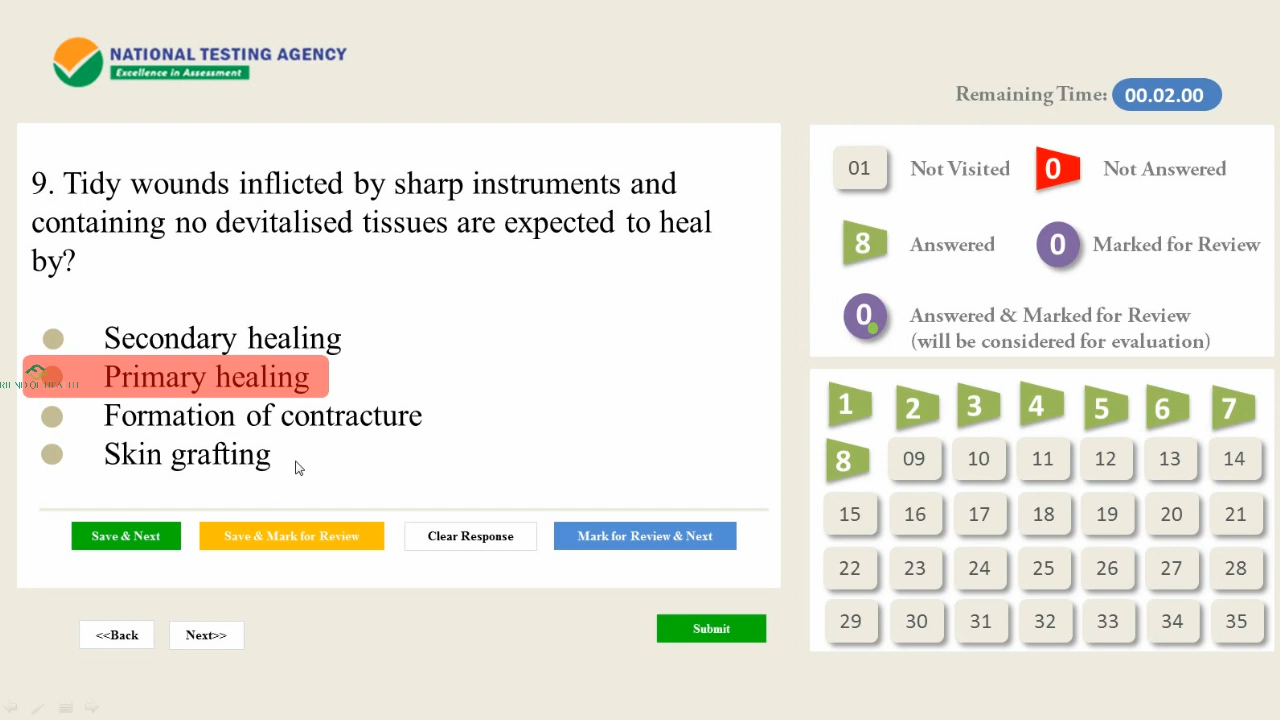 NATIONAL TESTING AGENCY
Excellence in Assessment
Remaining Time: 00.02.00
9. Tidy wounds inflicted by sharp instruments and
containing no devitalised tissues are expected to heal
by?
Secondary healing
Primary healing
Formation of contracture
Skin grafting
Save & Next
Save & Mark for Review
Clear Response
Mark for Review & Next
<<Back
Next>>
Submit
01 Not Visited 0 Not Answered
8 Answered 0 Marked for Review
0 Answered & Marked for Review
(will be considered for evaluation)
1 2 3 4 5 6 7
8 09 10 11 12 13 14
15 16 17 18 19 20 21
22 23 24 25 26 27 28
29 30 31 32 33 34 35